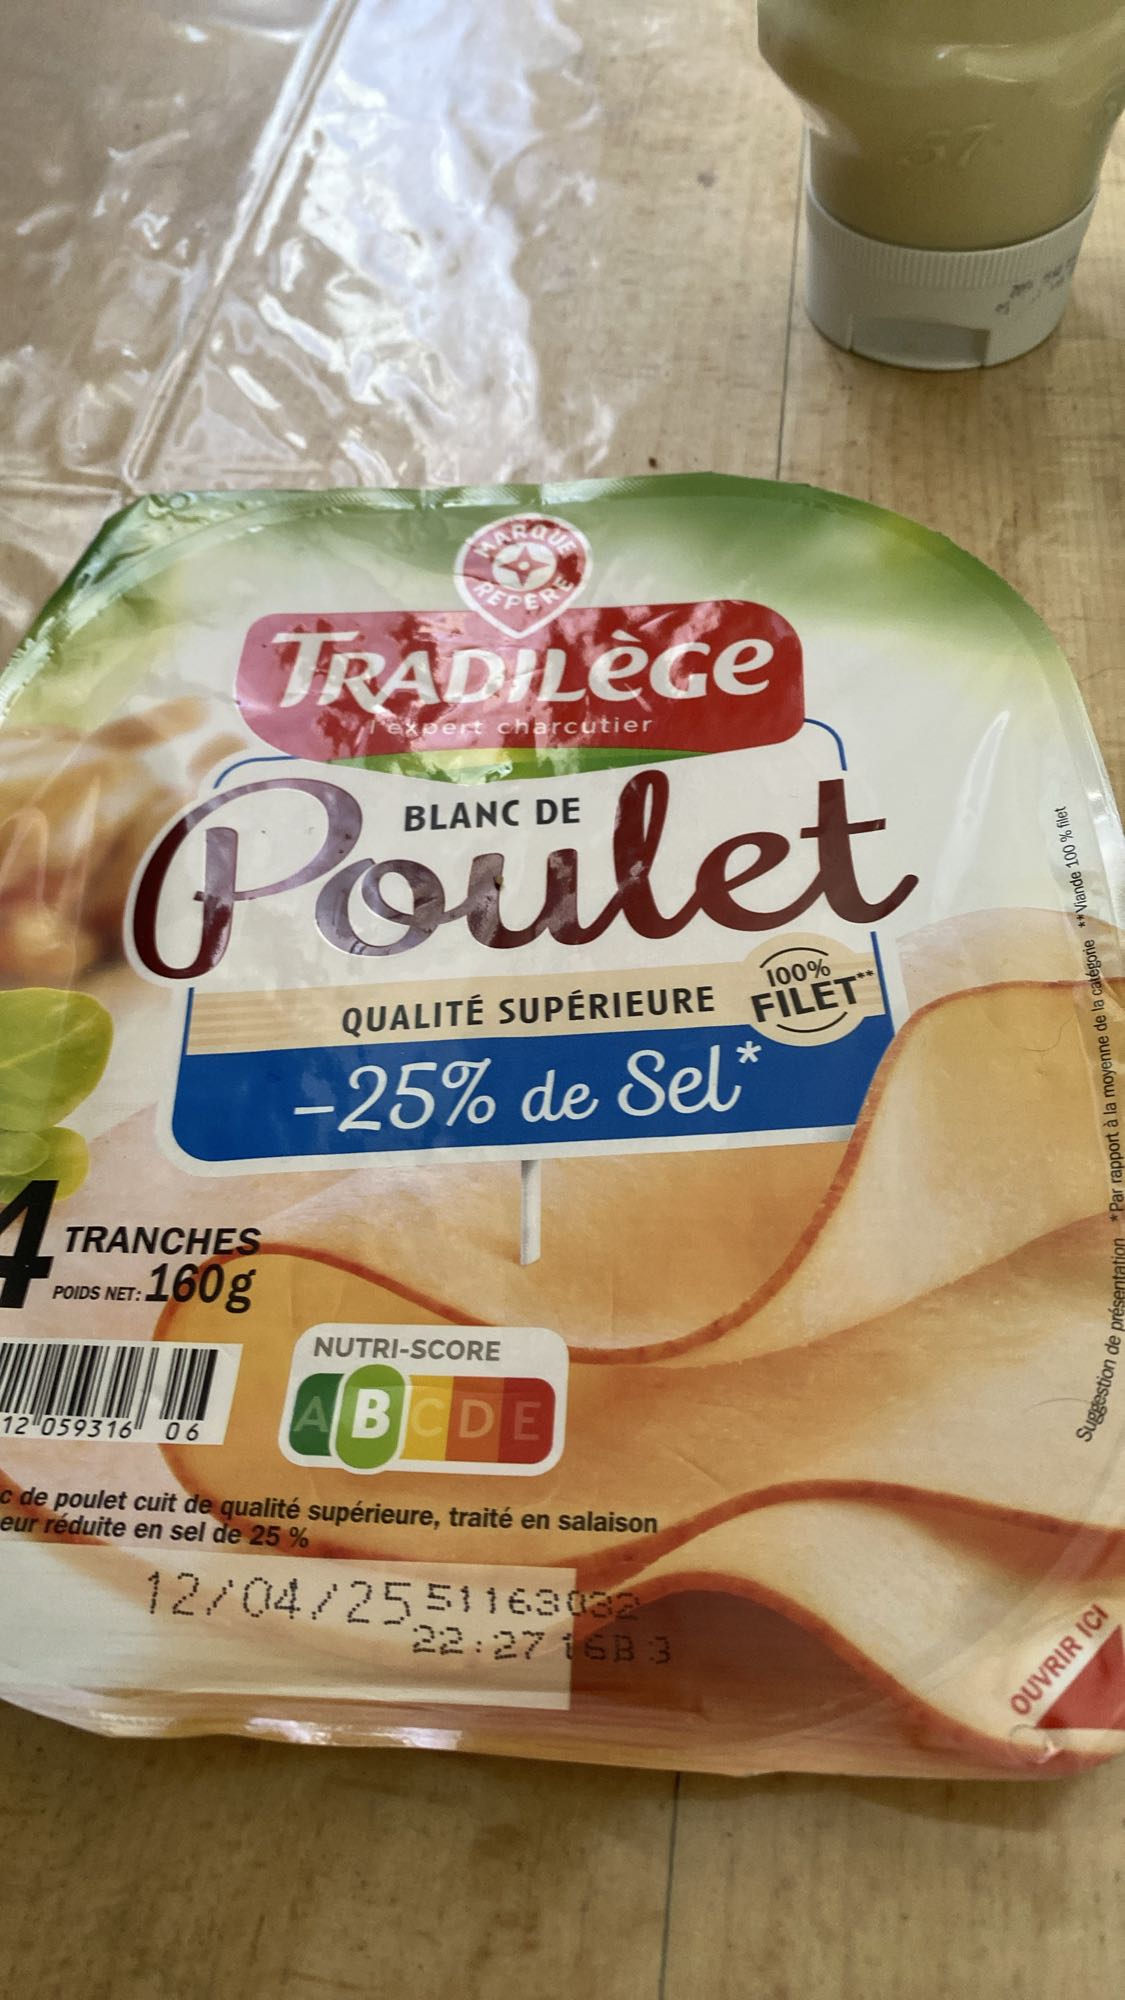 57
MARQUE
REPÈRE
TRADILèGE
l'expert charcutier
BLANC DE
Poulet
QUALITÉ SUPÉRIEURE
100%
FILET**
-25% de Sel*
4 TRANCHES
POIDS NET: 160g
12 059316 06
NUTRI-SCORE
A B C D E
c de poulet cuit de qualité supérieure, traité en salaison
eur réduite en sel de 25 %
12/04/25 51163032
22:27 16B 3
OUVRIR ICI
Suggestion de présentation *Par rapport à la moyenne de la catégorie **Viande 100 % filet